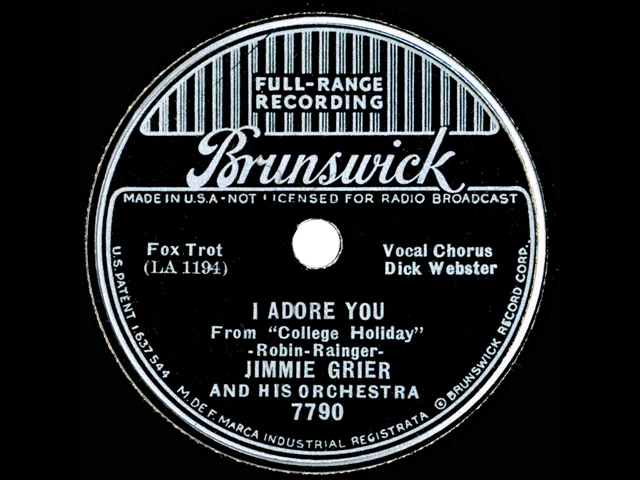 FULL-RANGE
RECORDING
Brunswick
MADE IN U.S.A - NOT LICENSED FOR RADIO BROADCAST
Fox Trot
(LA 1194)
Vocal Chorus
Dick Webster
I ADORE YOU
From "College Holiday"
-Robin-Rainger-
JIMMIE GRIER
AND HIS ORCHESTRA
7790
U.S. PATENT 1,637,544
M. DE F. MARCA INDUSTRIAL REGISTRATA
© BRUNSWICK RECORD CORP.